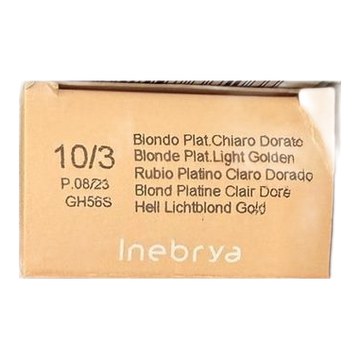 10/3
P.08/23
GH56S
Biondo Plat.Chiaro Dorato
Blonde Plat.Light Golden
Rubio Platino Claro Dorado
Blond Platine Clair Doré
Hell Lichtblond Gold
Inebrya